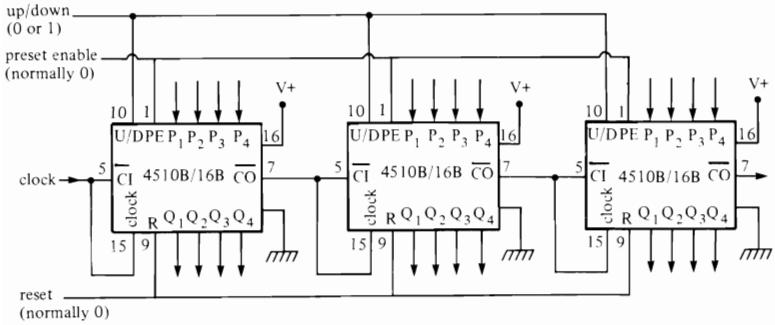 up/down
(0 or 1)
preset enable
(normally 0)
10 1 V+
U/D PE P1 P2 P3 P4 16
5 CI 4510B/16B CO 7
clock
clock
R Q1 Q2 Q3 Q4
15 9
10 1 V+
U/D PE P1 P2 P3 P4 16
5 CI 4510B/16B CO 7
clock
R Q1 Q2 Q3 Q4
15 9
10 1 V+
U/D PE P1 P2 P3 P4 16
5 CI 4510B/16B CO 7
clock
R Q1 Q2 Q3 Q4
15 9
reset
(normally 0)